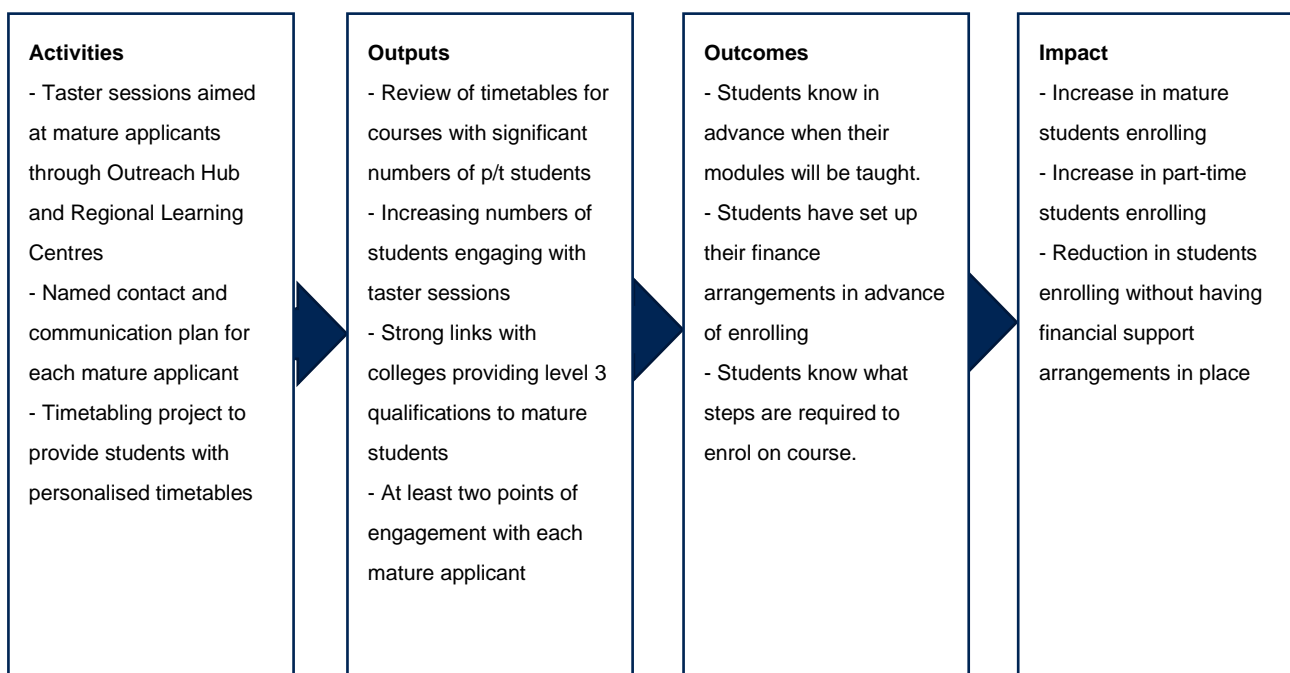 Activities
- Taster sessions aimed
at mature applicants
through Outreach Hub
and Regional Learning
Centres
- Named contact and
communication plan for
each mature applicant
- Timetabling project to
provide students with
personalised timetables
Outputs
- Review of timetables for
courses with significant
numbers of p/t students
- Increasing numbers of
students engaging with
taster sessions
- Strong links with
colleges providing level 3
qualifications to mature
students
- At least two points of
engagement with each
mature applicant
Outcomes
- Students know in
advance when their
modules will be taught.
- Students have set up
their finance
arrangements in advance
of enrolling
- Students know what
steps are required to
enrol on course.
Impact
- Increase in mature
students enrolling
- Increase in part-time
students enrolling
- Reduction in students
enrolling without having
financial support
arrangements in place